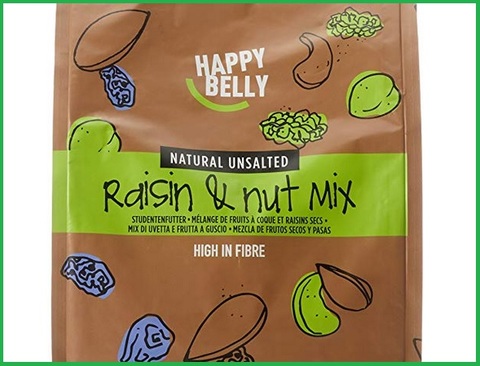 HAPPY
BELLY
NATURAL UNSALTED
Raisin & nut Mix
STUDENTENFUTTER • MÉLANGE DE FRUITS À COQUE ET RAISINS SECS •
MIX DI UVETTA E FRUTTA A GUSCIO • MEZCLA DE FRUTOS SECOS Y PASAS
HIGH IN FIBRE